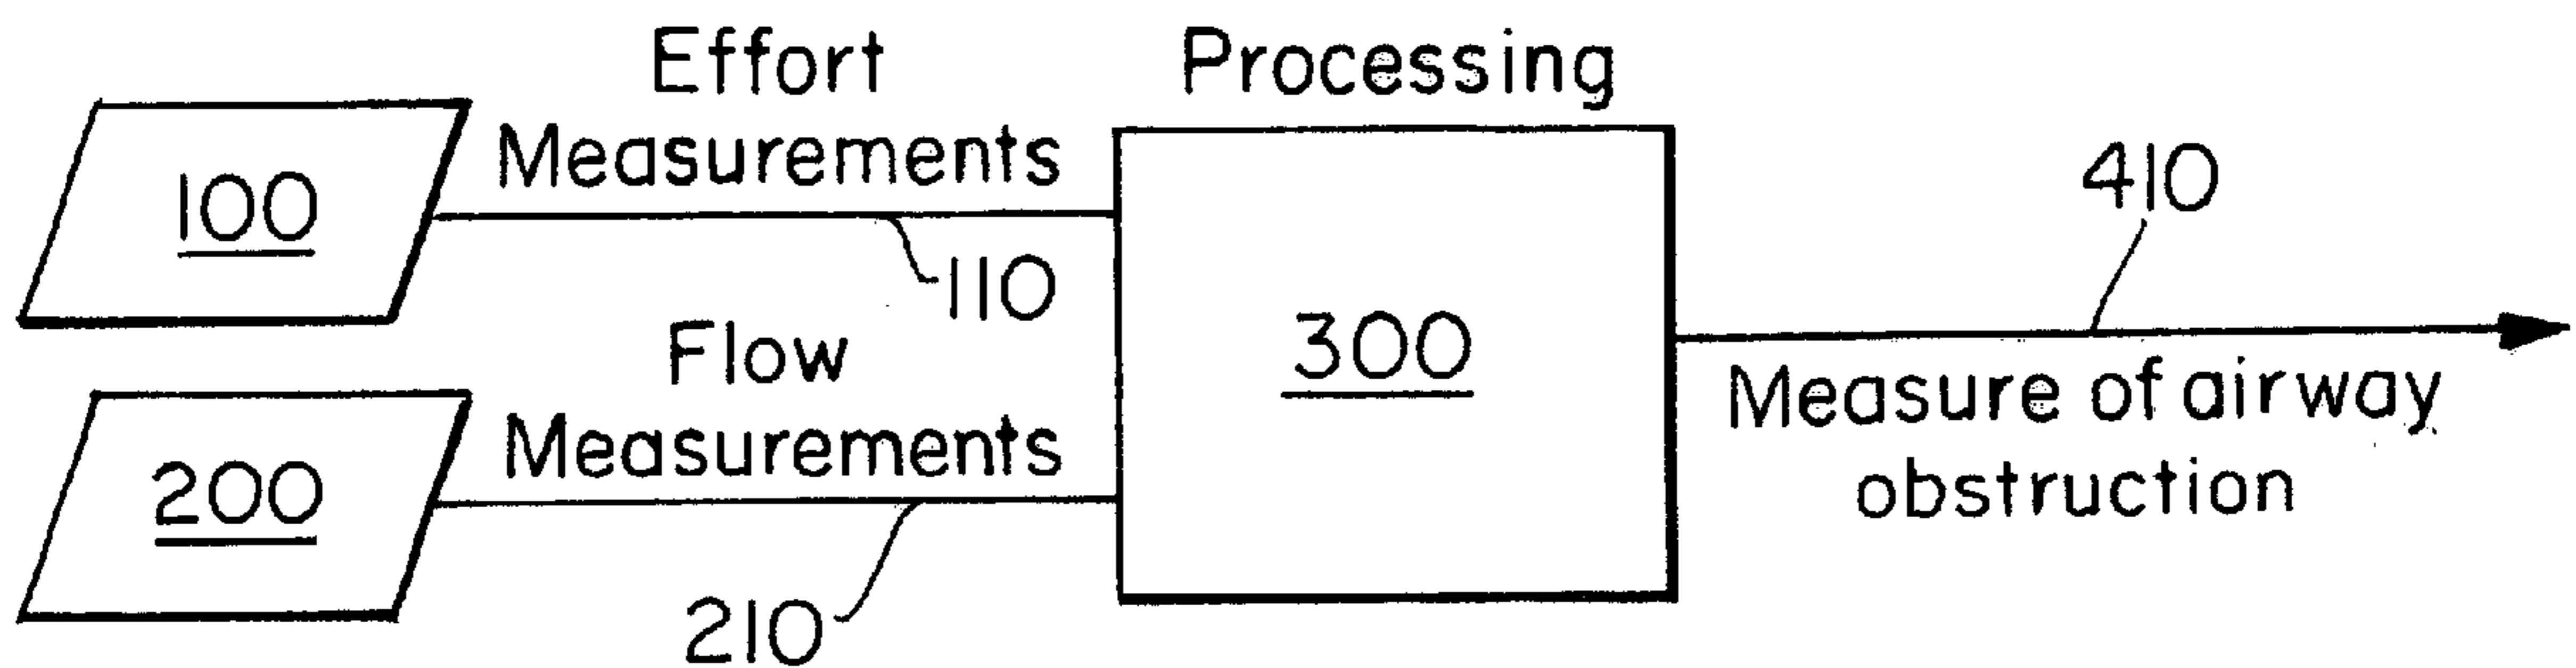 Effort
Measurements
Processing
100
110
410
Flow
Measurements
200
210
300
Measure of airway
obstruction